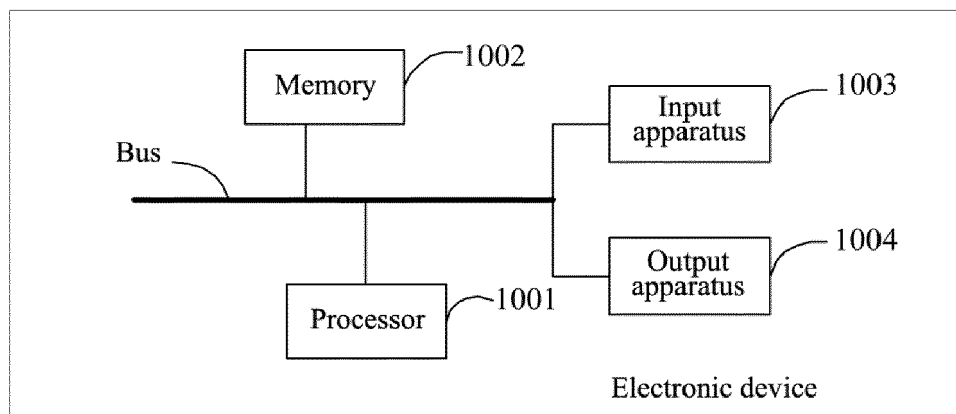 1002
Memory
1003
Input
apparatus
Bus
1004
Output
apparatus
1001
Processor
Electronic device